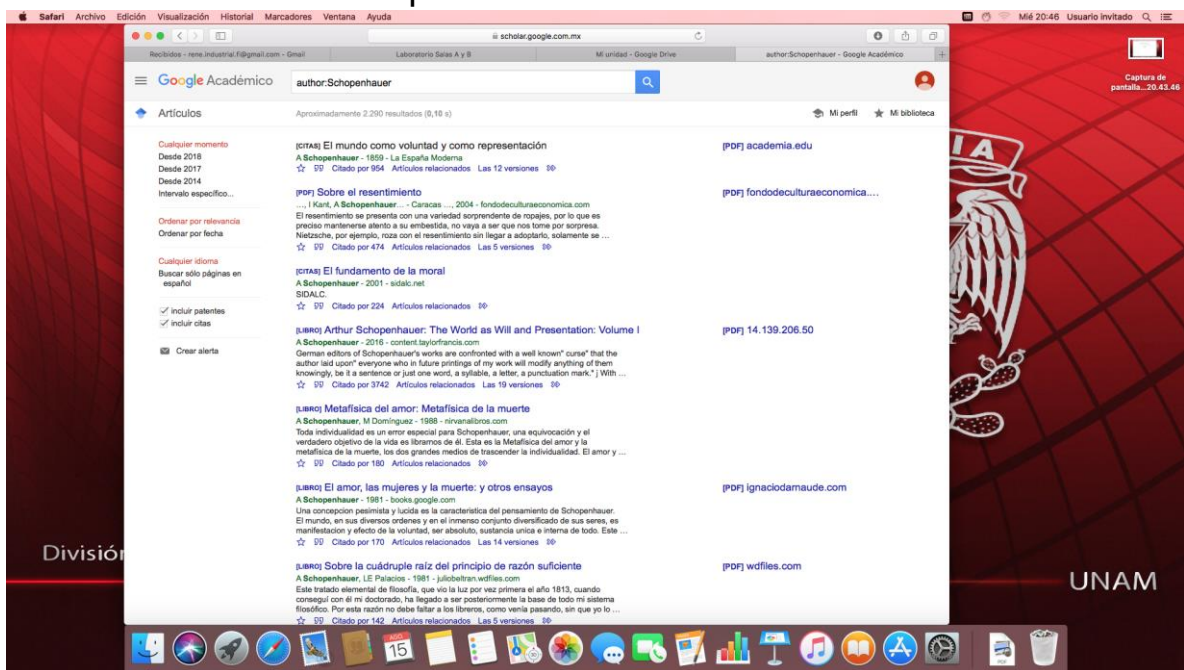 Safari Archivo Edición Visualización Historial Marcadores Ventana Ayuda
Mié 20:46 Usuario invitado
scholar.google.com.mx
Recibidos - rene.industrial.fi@gmail.com - Gmail
Laboratorio Salas A y B
Mi unidad - Google Drive
author:Schopenhauer - Google Académico
Captura de
pantalla...20.43.46
Google Académico
author:Schopenhauer
Artículos
Aproximadamente 2.290 resultados (0,10 s)
Mi perfil
Mi biblioteca
Cualquier momento
Desde 2018
Desde 2017
Desde 2014
Intervalo específico...
Ordenar por relevancia
Ordenar por fecha
Cualquier idioma
Buscar sólo páginas en
español
incluir patentes
incluir citas
Crear alerta
[CITAS] El mundo como voluntad y como representación
A Schopenhauer - 1859 - La España Moderna
Citado por 954 Artículos relacionados Las 12 versiones
[PDF] academia.edu
[PDF] Sobre el resentimiento
..., I Kant, A Schopenhauer... - Caracas ..., 2004 - fondodeculturaeconomica.com
El resentimiento se presenta con una variedad sorprendente de ropajes, por lo que es
preciso mantenerse atento a su embestida, no vaya a ser que nos tome por sorpresa.
Nietzsche, por ejemplo, roza con el resentimiento sin llegar a adoptarlo, solamente se ...
Citado por 474 Artículos relacionados Las 5 versiones
[PDF] fondodeculturaeconomica....
[CITAS] El fundamento de la moral
A Schopenhauer - 2001 - sidalc.net
SIDALC.
Citado por 224 Artículos relacionados
[LIBRO] Arthur Schopenhauer: The World as Will and Presentation: Volume I
A Schopenhauer - 2016 - content.taylorfrancis.com
German editors of Schopenhauer's works are confronted with a well known" curse" that the
author laid upon" everyone who in future printings of my work will modify anything of them
knowingly, be it a sentence or just one word, a syllable, a letter, a punctuation mark." j With ...
Citado por 3742 Artículos relacionados Las 19 versiones
[PDF] 14.139.206.50
[LIBRO] Metafísica del amor: Metafísica de la muerte
A Schopenhauer, M Domínguez - 1988 - nirvanalibros.com
Toda individualidad es un error especial para Schopenhauer, una equivocación y el
verdadero objetivo de la vida es librarnos de él. Esta es la Metafísica del amor y la
metafísica de la muerte, los dos grandes medios de trascender la individualidad. El amor y ...
Citado por 180 Artículos relacionados
[LIBRO] El amor, las mujeres y la muerte: y otros ensayos
A Schopenhauer - 1981 - books.google.com
Una concepcion pesimista y lucida es la caracteristica del pensamiento de Schopenhauer.
El mundo, en sus diversos ordenes y en el inmenso conjunto diversificado de sus seres, es
manifestacion y efecto de la voluntad, ser absoluto, sustancia unica e interna de todo. Este ...
Citado por 170 Artículos relacionados Las 14 versiones
[PDF] ignaciodarnaude.com
[LIBRO] Sobre la cuádruple raíz del principio de razón suficiente
A Schopenhauer, LE Palacios - 1981 - juliobeltran.wdfiles.com
Este tratado elemental de filosofía, que vio la luz por vez primera el año 1813, cuando
conseguí con él mi doctorado, ha llegado a ser posteriormente la base de todo mi sistema
filosófico. Por esta razón no debe faltar a los libreros, como venía pasando, sin que yo lo ...
Citado por 142 Artículos relacionados Las 5 versiones
[PDF] wdfiles.com
División
UNAM
AGO
15